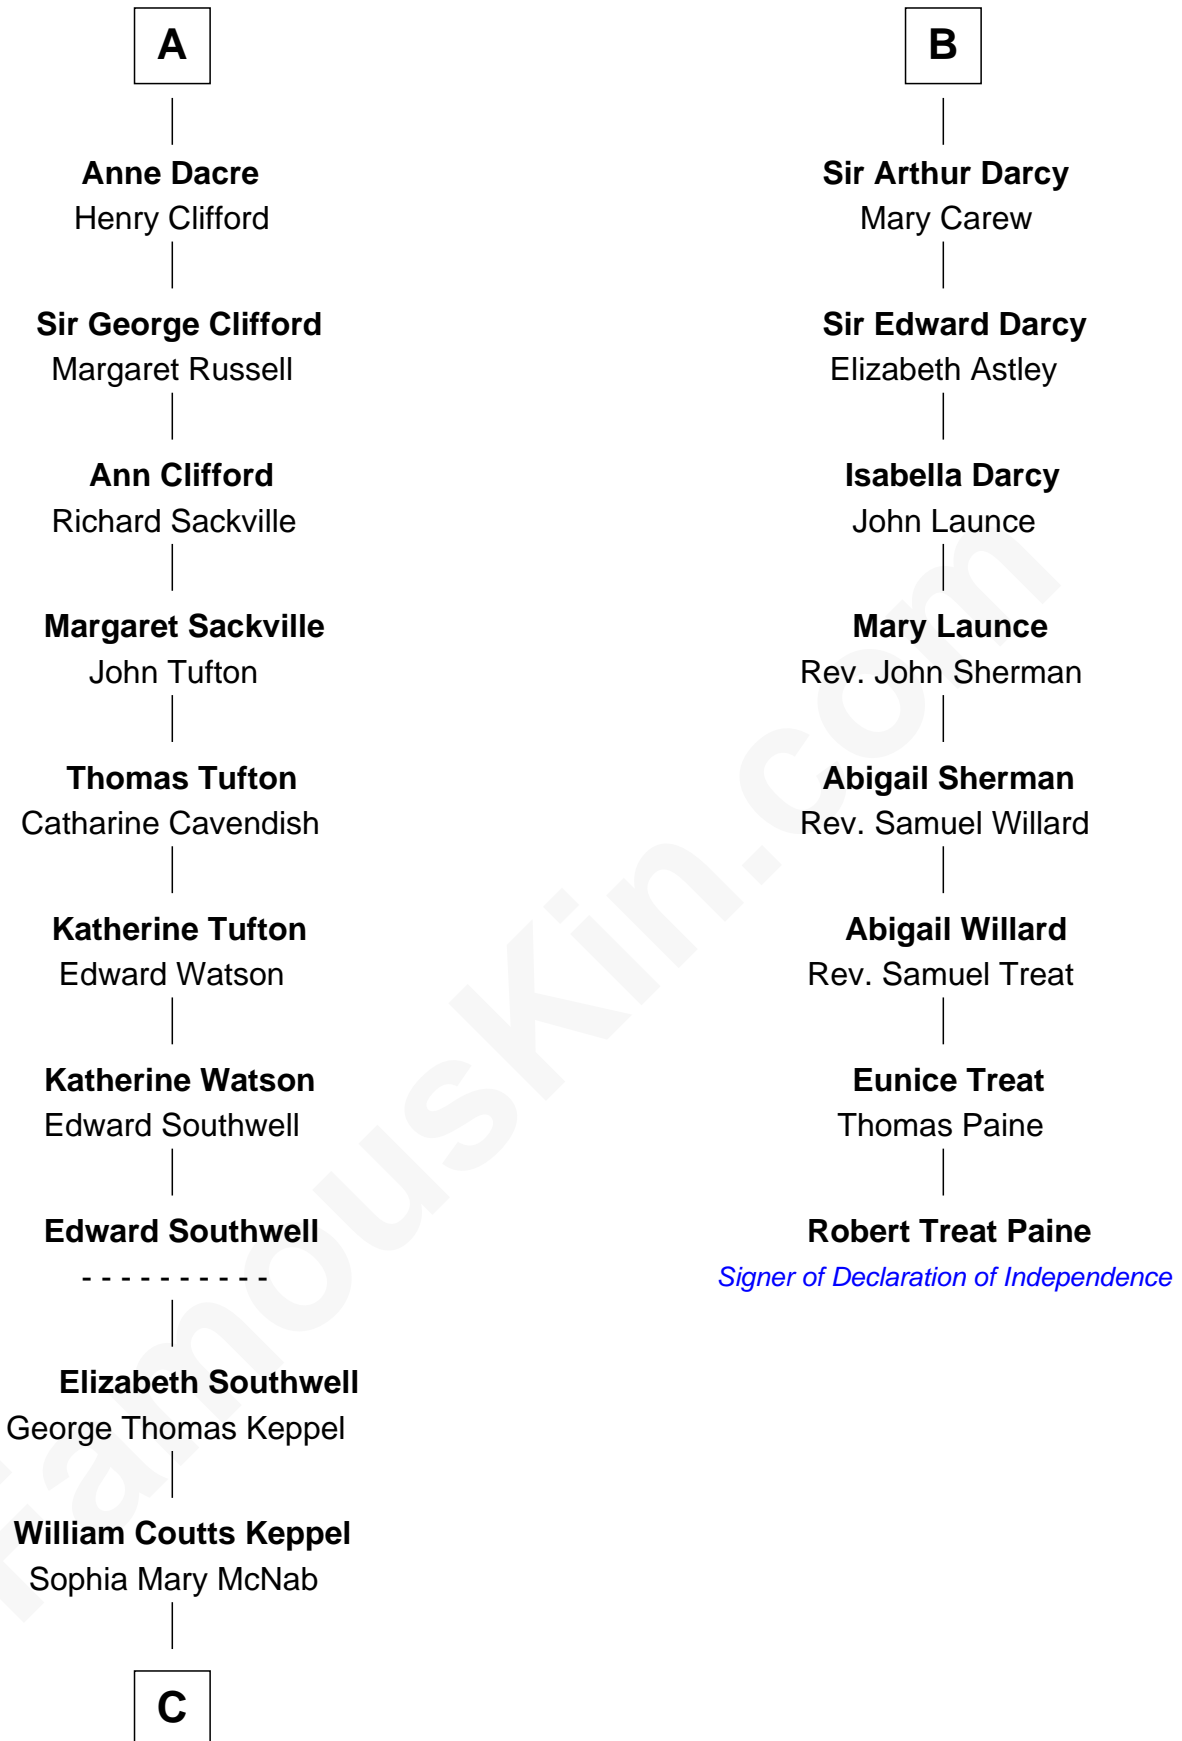 A
Anne Dacre
Henry Clifford
Sir George Clifford
Margaret Russell
Ann Clifford
Richard Sackville
Margaret Sackville
John Tufton
Thomas Tufton
Catharine Cavendish
Katherine Tufton
Edward Watson
Katherine Watson
Edward Southwell
Edward Southwell
- - - - - - - - - -
Elizabeth Southwell
George Thomas Keppel
William Coutts Keppel
Sophia Mary McNab
C
B
Sir Arthur Darcy
Mary Carew
Sir Edward Darcy
Elizabeth Astley
Isabella Darcy
John Launce
Mary Launce
Rev. John Sherman
Abigail Sherman
Rev. Samuel Willard
Abigail Willard
Rev. Samuel Treat
Eunice Treat
Thomas Paine
Robert Treat Paine
Signer of Declaration of Independence
FamousKin.com